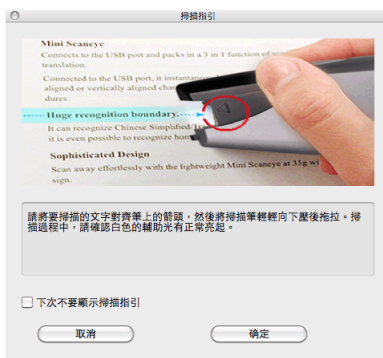 掃描指引
Mini Scaneye
Connects to the USB port and packs in a 3 in 1 function of
translation.
Connected to the USB port, it
aligned or vertically aligned
dures.
Huge recognition boundary.
It can recognize Chinese Simplified/
it is even possible to recognize
Sophisticated Design
Scan away effortlessly with the lightweight Mini Scaneye at 35g
sign.
請將要掃描的文字對齊筆上的箭頭，然後將掃描筆輕輕向下壓後拖拉。掃
描過程中，請確認白色的輔助光有正常亮起。
下次不要顯示掃描指引
取消 确定